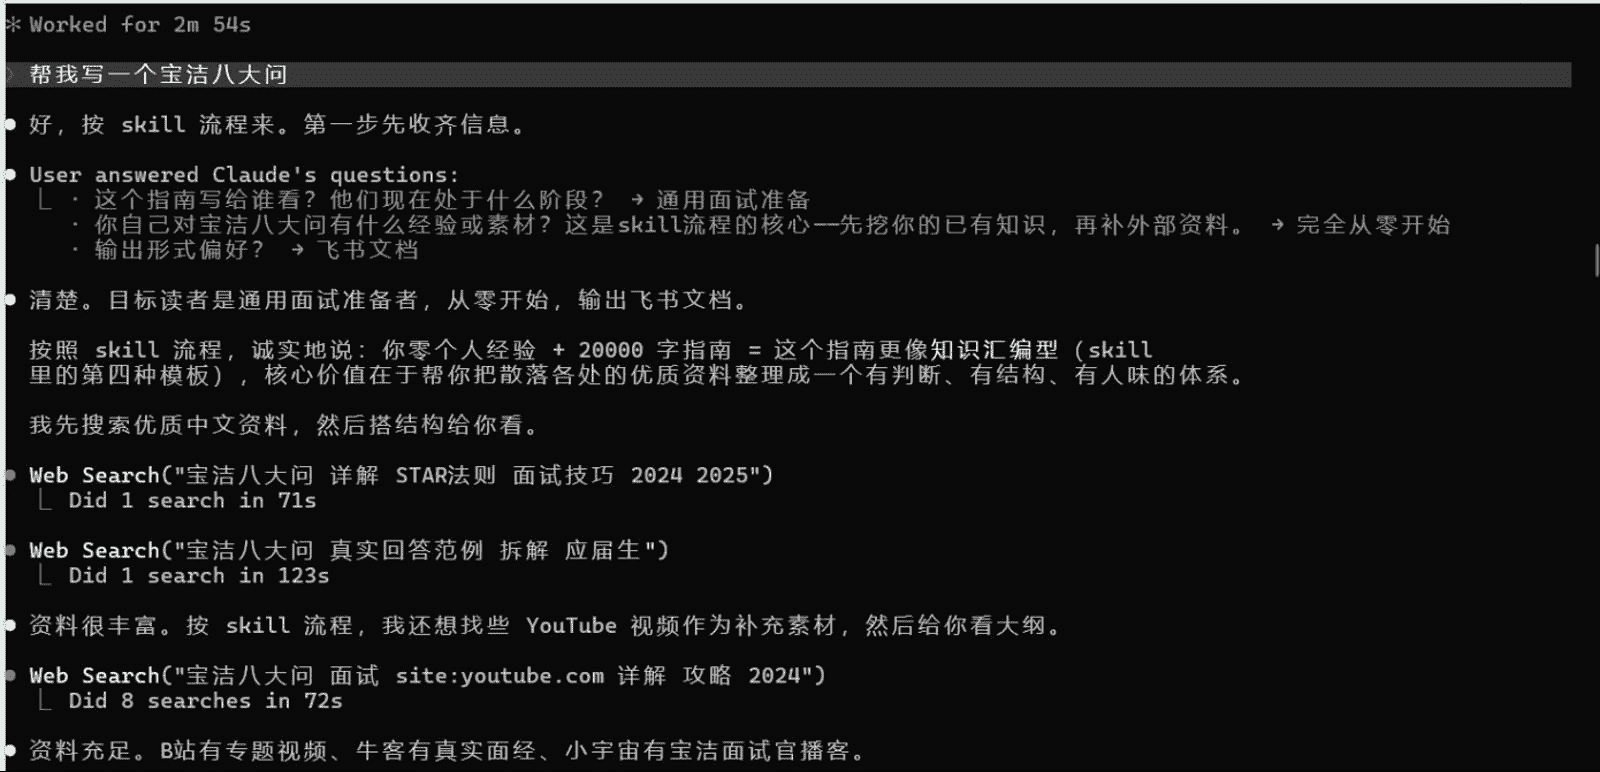 ✻ Worked for 2m 54s
〉 帮我写一个宝洁八大问
● 好，按 skill 流程来。第一步先收齐信息。
● User answered Claude's questions:
└ · 这个指南写给谁看？他们现在处于什么阶段？ → 通用面试准备
· 你自己对宝洁八大问有什么经验或素材？这是skill流程的核心——先挖你的已有知识，再补外部资料。 → 完全从零开始
· 输出形式偏好？ → 飞书文档
● 清楚。目标读者是通用面试准备者，从零开始，输出飞书文档。
按照 skill 流程，诚实地说：你零个人经验 + 20000 字指南 = 这个指南更像知识汇编型（skill
里的第四种模板），核心价值在于帮你把散落各处的优质资料整理成一个有判断、有结构、有人味的体系。
我先搜索优质中文资料，然后搭结构给你看。
● Web Search("宝洁八大问 详解 STAR法则 面试技巧 2024 2025")
└ Did 1 search in 71s
● Web Search("宝洁八大问 真实回答范例 拆解 应届生")
└ Did 1 search in 123s
● 资料很丰富。按 skill 流程，我还想找些 YouTube 视频作为补充素材，然后给你看大纲。
● Web Search("宝洁八大问 面试 site:youtube.com 详解 攻略 2024")
└ Did 8 searches in 72s
● 资料充足。B站有专题视频、牛客有真实面经、小宇宙有宝洁面试官播客。